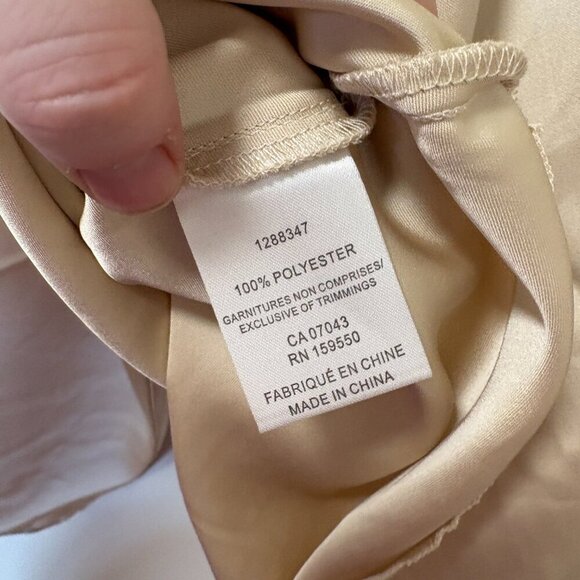 1288347
100% POLYESTER
GARNITURES NON COMPRISES/
EXCLUSIVE OF TRIMMINGS
CA 07043
RN 159550
FABRIQUÉ EN CHINE
MADE IN CHINA